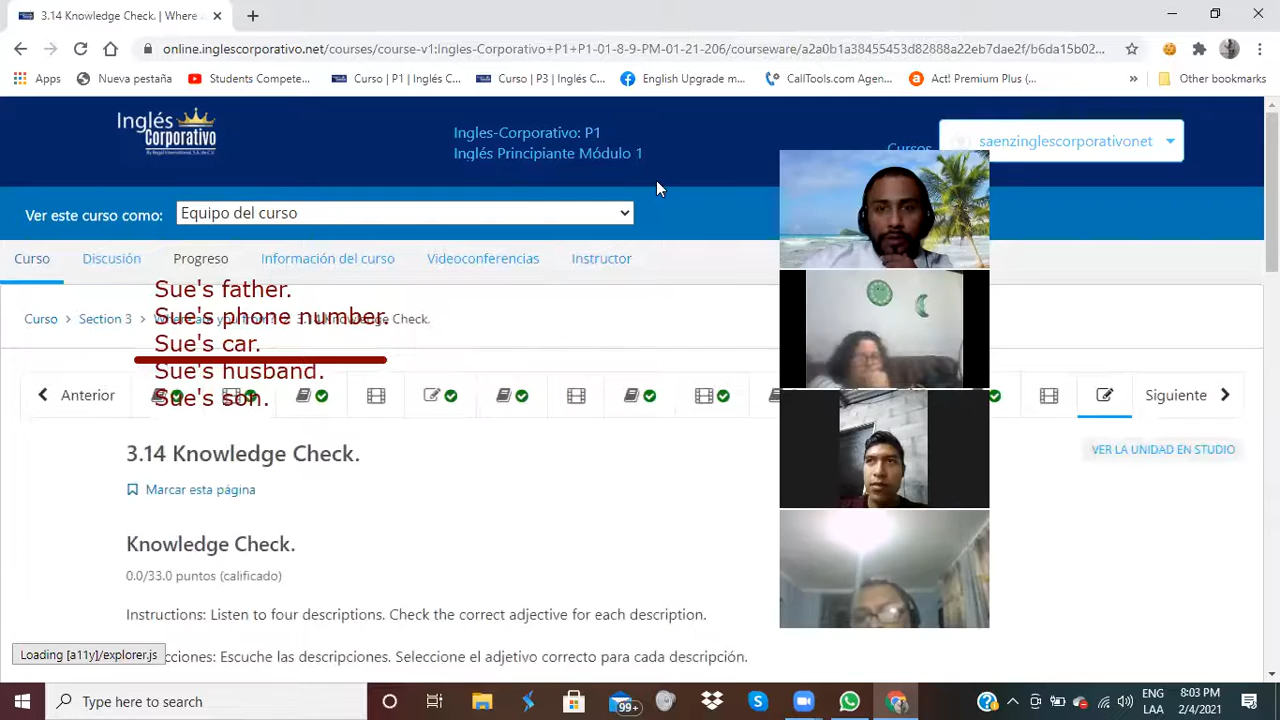 3.14 Knowledge Check. | Where
online.inglescorporativo.net/courses/course-v1:Ingles-Corporativo+P1+P1-01-8-9-PM-01-21-206/courseware/a2a0b1a38455453d82888a22eb7dae2f/b6da15b02...
Apps Nueva pestaña Students Compete... Curso | P1 | Inglés C... Curso | P3 | Inglés C... English Upgrade m... CallTools.com Agen... Act! Premium Plus (... » Other bookmarks
Inglés Corporativo
Ingles-Corporativo: P1
Inglés Principiante Módulo 1
Cursos
saenzinglescorporativonet
Ver este curso como: Equipo del curso
Curso Discusión Progreso Información del curso Videoconferencias Instructor
Sue's father.
Sue's phone number.
Curso > Section 3 > 3.14 Knowledge Check.
Sue's car.
Sue's husband.
Sue's son.
Anterior Siguiente
3.14 Knowledge Check.
VER LA UNIDAD EN STUDIO
Marcar esta página
Knowledge Check.
0.0/33.0 puntos (calificado)
Instructions: Listen to four descriptions. Check the correct adjective for each description.
Loading [a11y]/explorer.js
cciones: Escuche las descripciones. Seleccione el adjetivo correcto para cada descripción.
Type here to search
99+
ENG
LAA
8:03 PM
2/4/2021